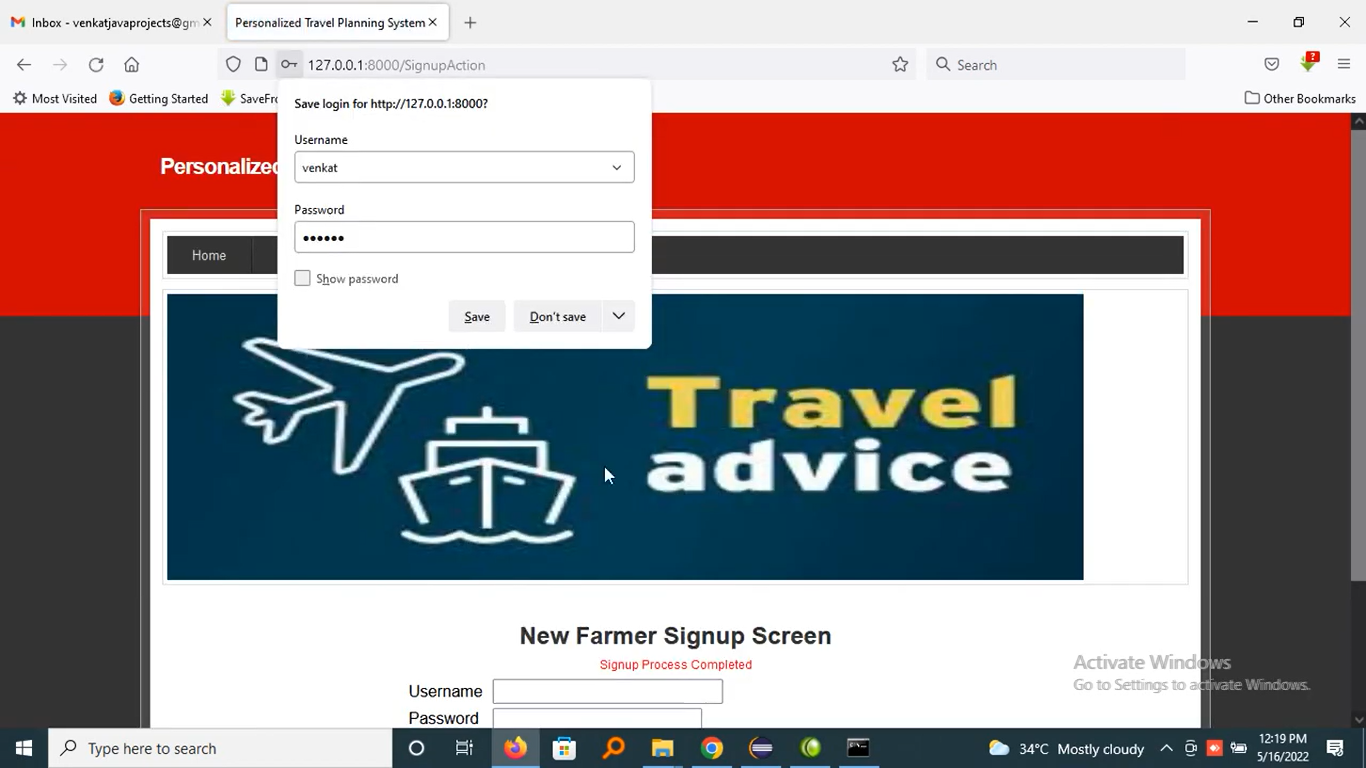 Inbox - venkatjavaprojects@gm
Personalized Travel Planning System
127.0.0.1:8000/SignupAction
Search
Most Visited
Getting Started
SaveFro
Other Bookmarks
Save login for http://127.0.0.1:8000?
Username
venkat
Password
••••••
Show password
Save
Don't save
Personalized
Home
Travel
advice
New Farmer Signup Screen
Signup Process Completed
Username
Password
Activate Windows
Go to Settings to activate Windows.
Type here to search
34°C Mostly cloudy
12:19 PM
5/16/2022